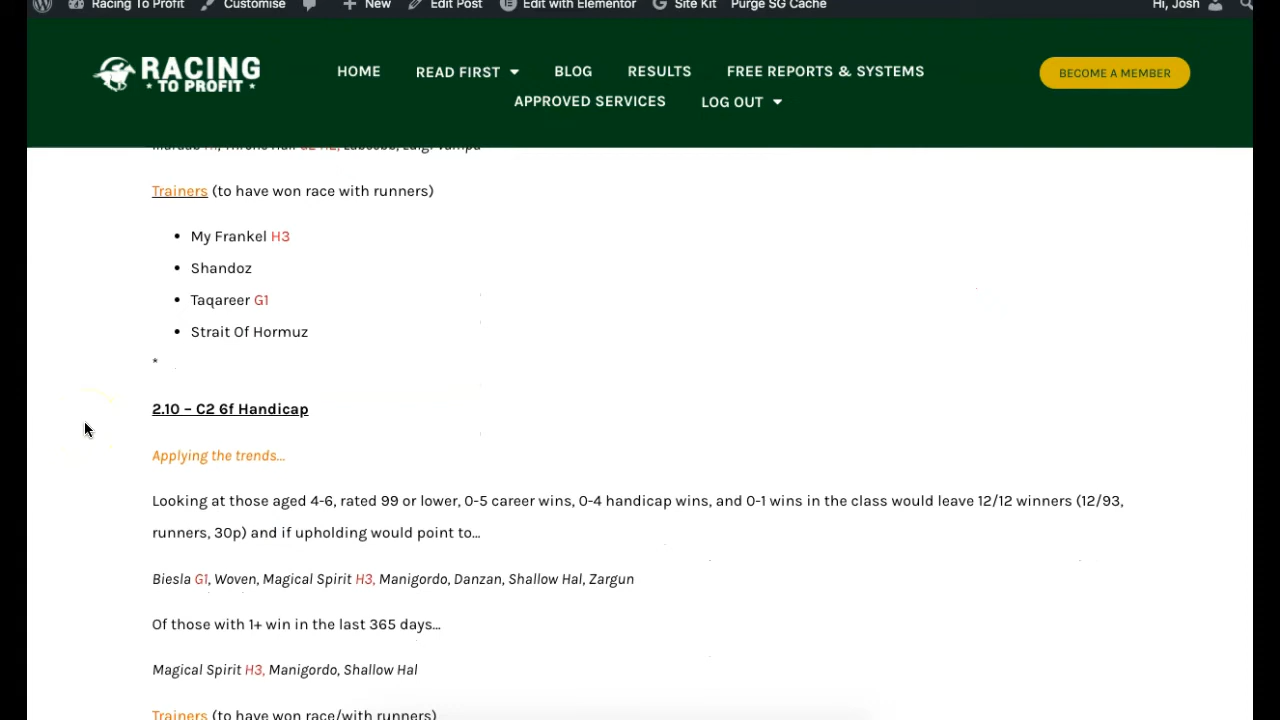 Racing To Profit Customise New Edit Post Edit with Elementor Site Kit Purge SG Cache Hi, Josh
RACING
TO PROFIT
HOME READ FIRST BLOG RESULTS FREE REPORTS & SYSTEMS
APPROVED SERVICES LOG OUT
BECOME A MEMBER
Trainers (to have won race with runners)
• My Frankel H3
• Shandoz
• Taqareer G1
• Strait Of Hormuz
*
2.10 – C2 6f Handicap
Applying the trends...
Looking at those aged 4-6, rated 99 or lower, 0-5 career wins, 0-4 handicap wins, and 0-1 wins in the class would leave 12/12 winners (12/93,
runners, 30p) and if upholding would point to...
Biesla G1, Woven, Magical Spirit H3, Manigordo, Danzan, Shallow Hal, Zargun
Of those with 1+ win in the last 365 days...
Magical Spirit H3, Manigordo, Shallow Hal
Trainers (to have won race/with runners)